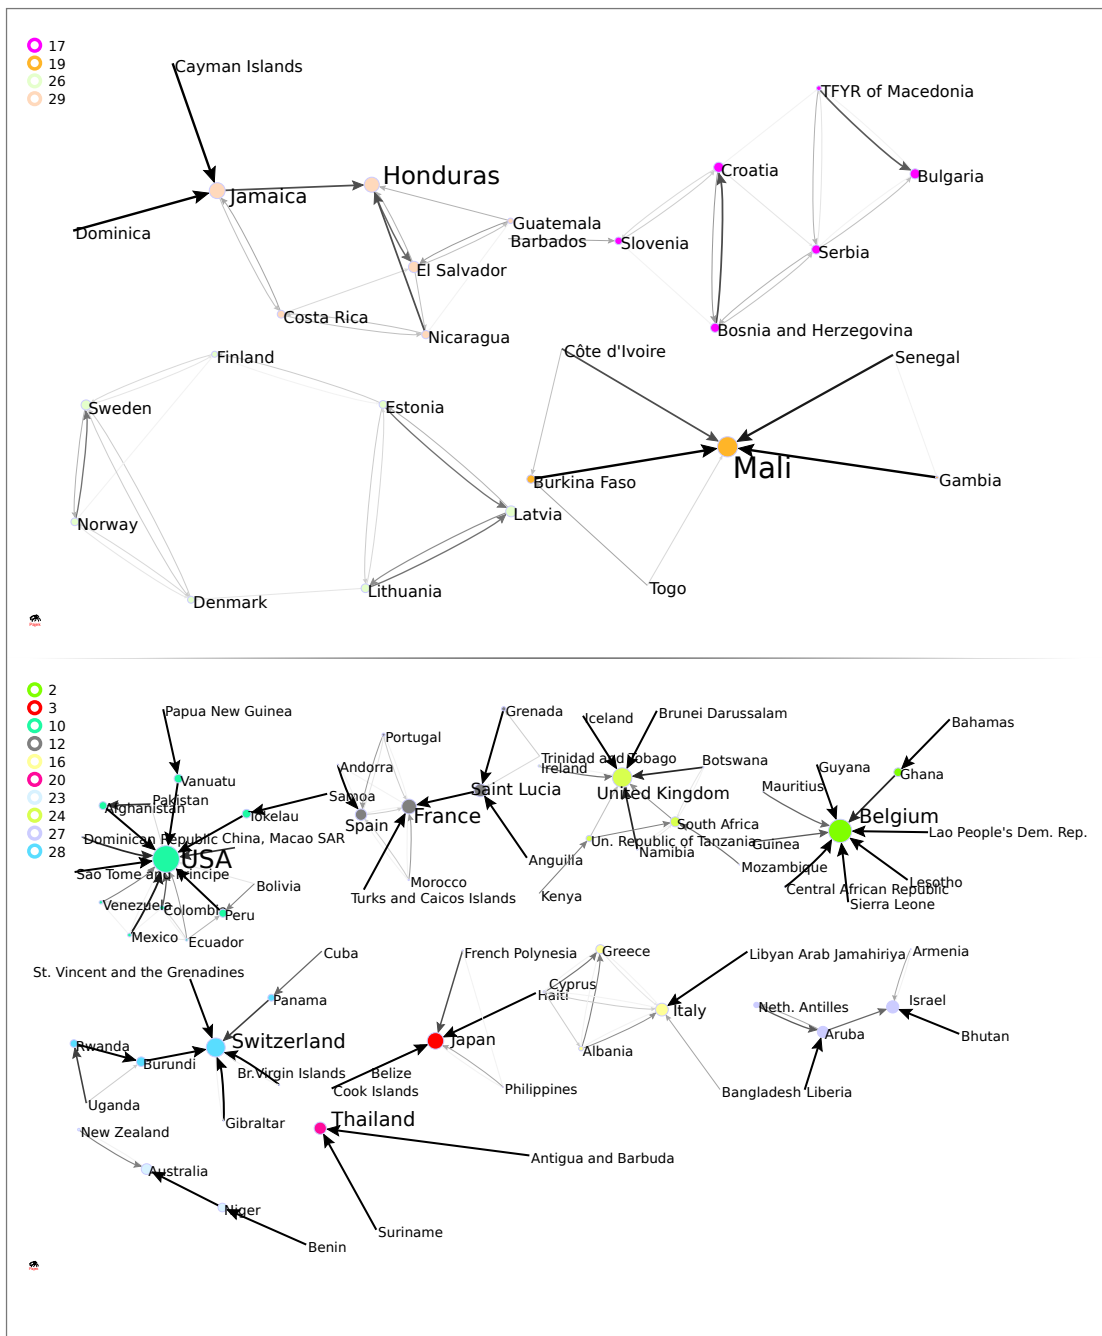 17
19
26
29
Cayman Islands
TFYR of Macedonia
Honduras
Croatia
Bulgaria
Jamaica
Guatemala
Dominica
Barbados
Slovenia
Serbia
El Salvador
Costa Rica
Nicaragua
Bosnia and Herzegovina
Finland
Côte d'Ivoire
Senegal
Sweden
Estonia
Mali
Burkina Faso
Gambia
Norway
Latvia
Togo
Lithuania
Denmark
2
3
10
12
16
20
23
24
27
28
Papua New Guinea
Grenada
Iceland
Brunei Darussalam
Bahamas
Portugal
Trinidad and Tobago
Botswana
Andorra
Ireland
Guyana
Ghana
Vanuatu
Saint Lucia
United Kingdom
Mauritius
Pakistan
Samoa
Afghanistan
Tokelau
Spain
France
South Africa
Belgium
Dominican Republic
China, Macao SAR
Un. Republic of Tanzania
Guinea
Lao People's Dem. Rep.
USA
Namibia
Sao Tome and Principe
Anguilla
Mozambique
Bolivia
Morocco
Lesotho
Central African Republic
Turks and Caicos Islands
Kenya
Sierra Leone
Venezuela
Colombia
Peru
Mexico
Ecuador
Cuba
French Polynesia
Greece
Libyan Arab Jamahiriya
Armenia
St. Vincent and the Grenadines
Cyprus
Haiti
Panama
Italy
Neth. Antilles
Israel
Switzerland
Japan
Aruba
Bhutan
Rwanda
Burundi
Albania
Br.Virgin Islands
Belize
Cook Islands
Philippines
Bangladesh
Liberia
Uganda
Gibraltar
Thailand
New Zealand
Antigua and Barbuda
Australia
Niger
Suriname
Benin